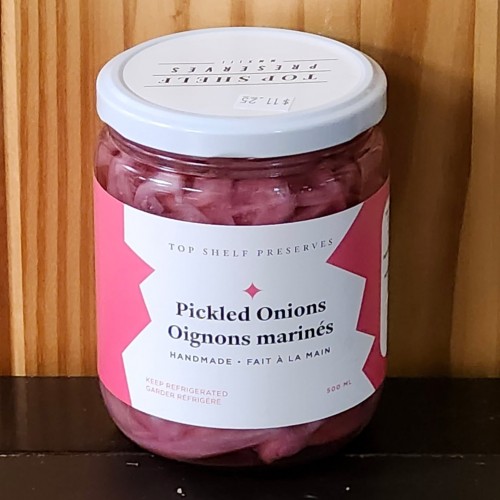 TOP SHELF
PRESERVES
$11.25
TOP SHELF PRESERVES
Pickled Onions
Oignons marinés
HANDMADE • FAIT À LA MAIN
KEEP REFRIGERATED
GARDER RÉFRIGÉRÉ
500 ML